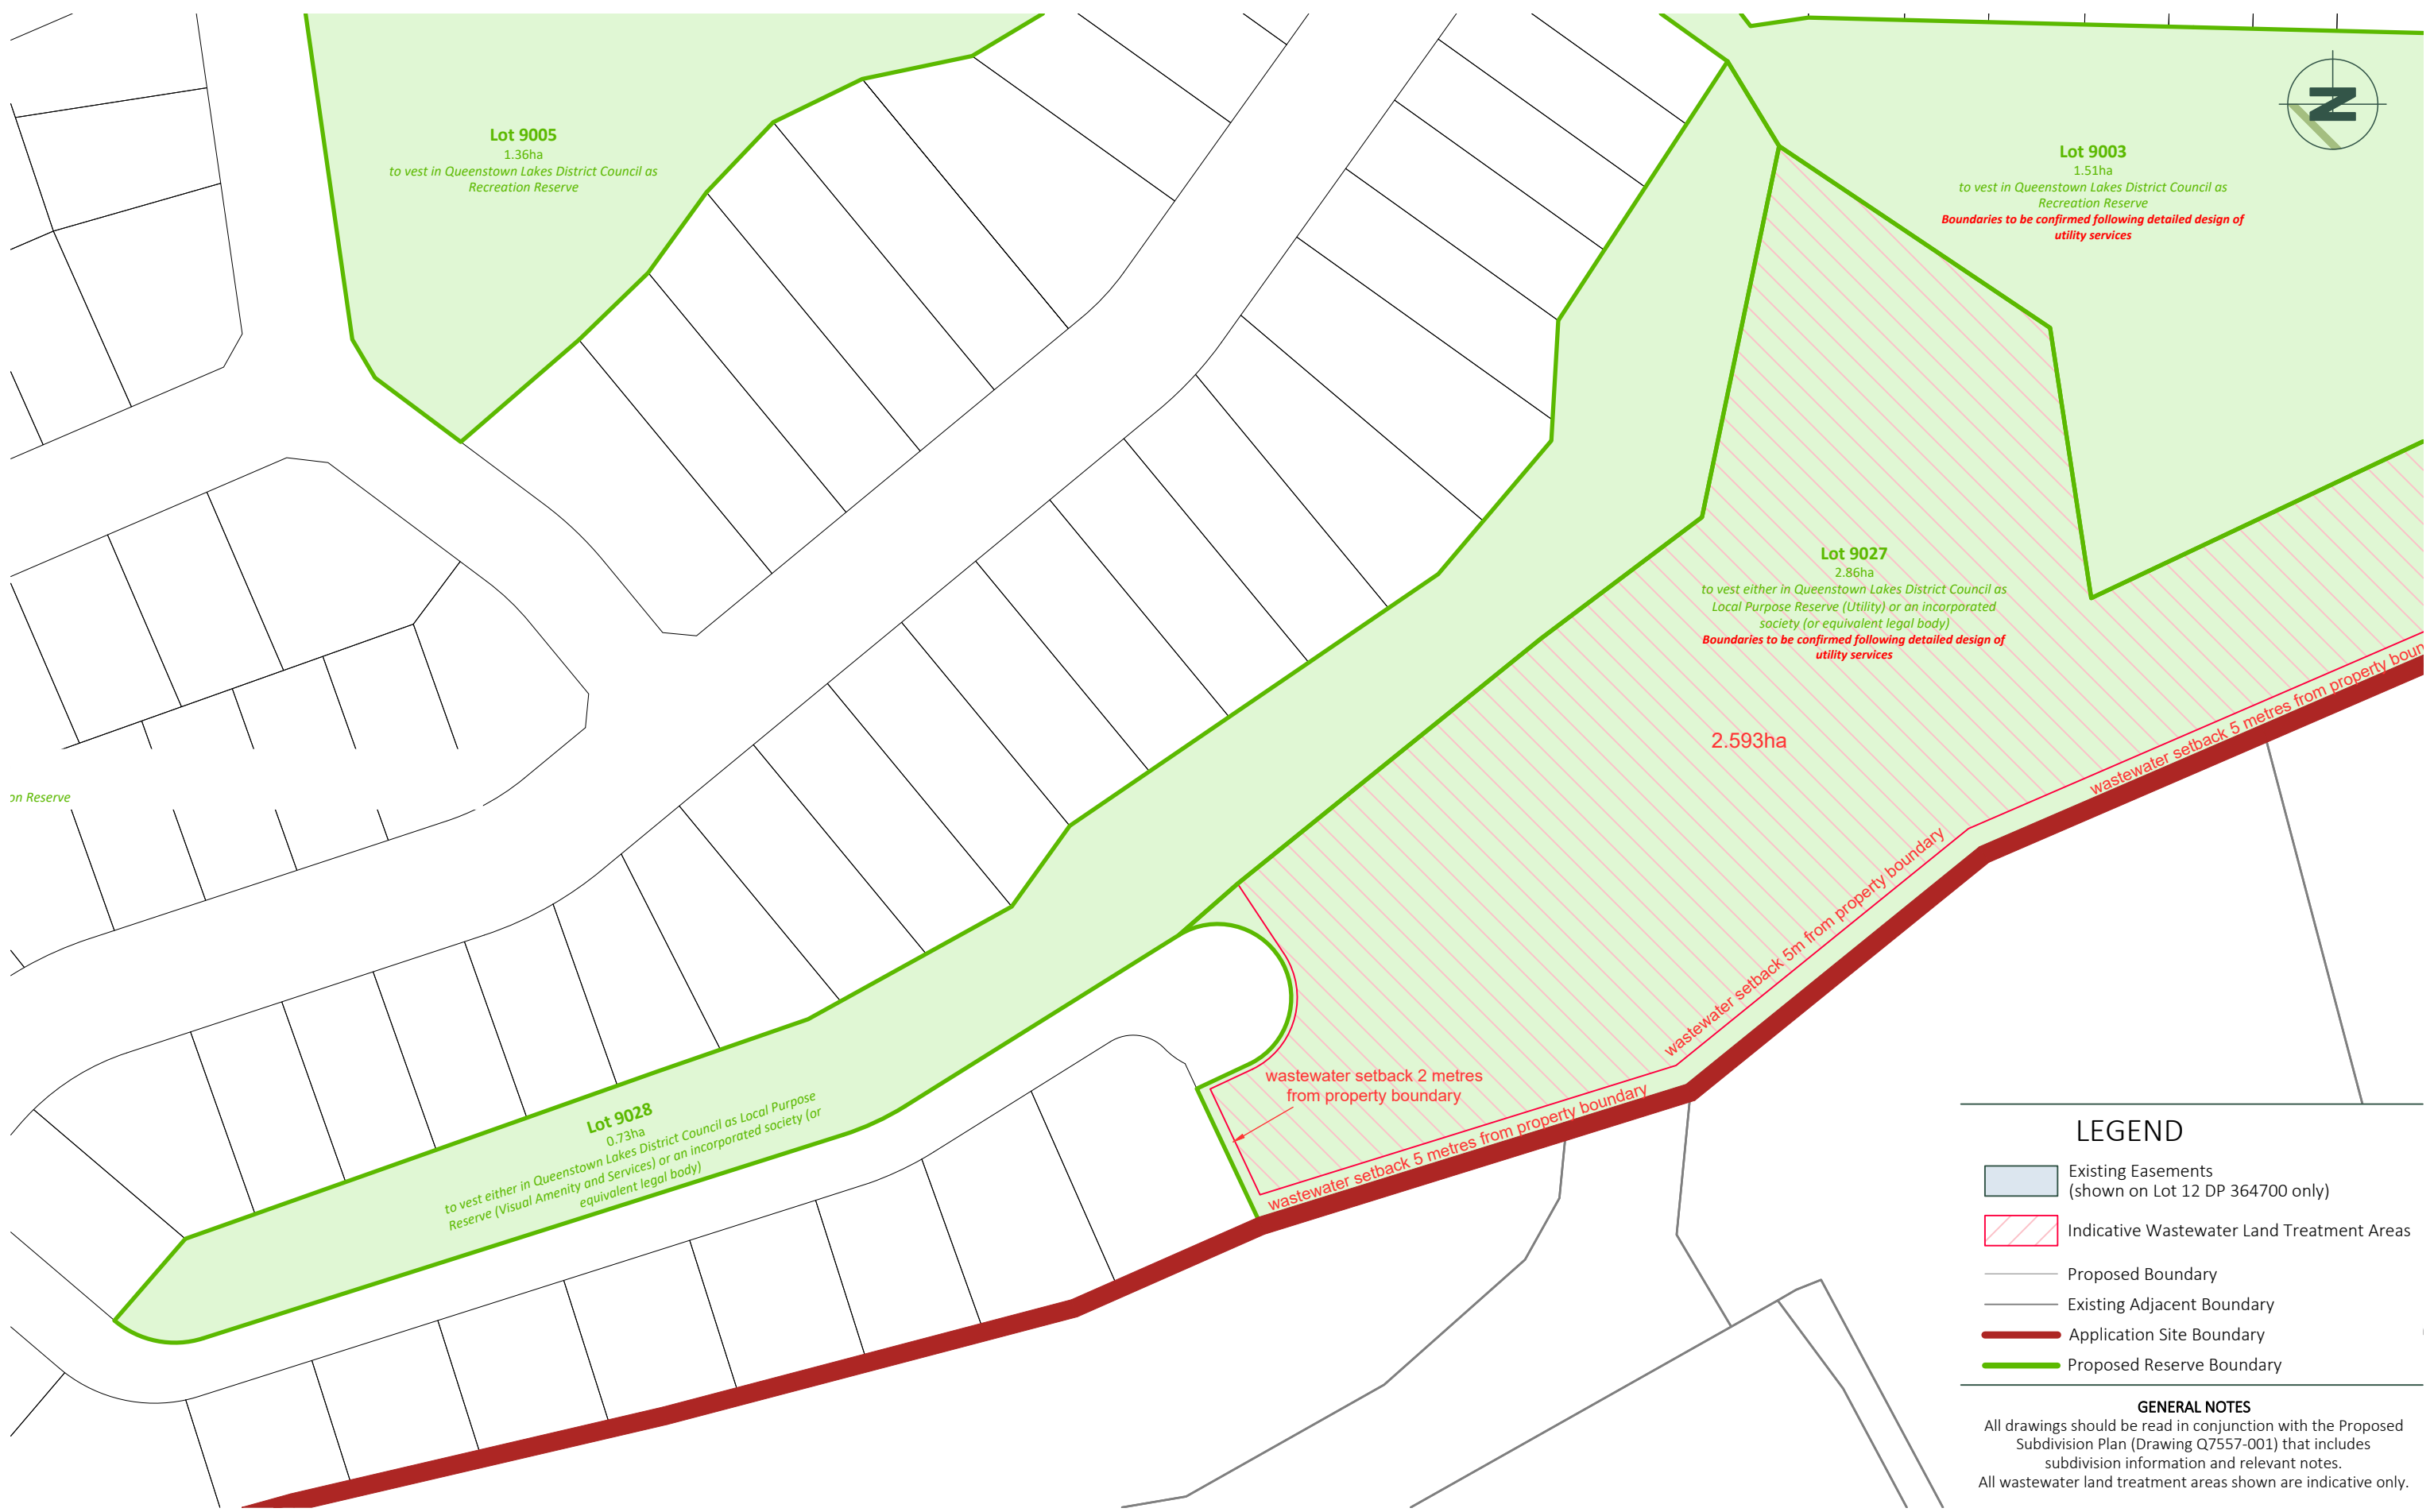 Lot 9005
1.36ha
to vest in Queenstown Lakes District Council as
Recreation Reserve
N
Lot 9003
1.51ha
to vest in Queenstown Lakes District Council as
Recreation Reserve
Boundaries to be confirmed following detailed design of
utility services
Lot 9027
2.86ha
to vest either in Queenstown Lakes District Council as
Local Purpose Reserve (Utility) or an incorporated
society (or equivalent legal body)
Boundaries to be confirmed following detailed design of
utility services
2.593ha
wastewater setback 5 metres from property boun
wastewater setback 5m from property boundary
on Reserve
wastewater setback 2 metres
from property boundary
wastewater setback 5 metres from property boundary
Lot 9028
0.73ha
to vest either in Queenstown Lakes District Council as Local Purpose
Reserve (Visual Amenity and Services) or an incorporated society (or
equivalent legal body)
LEGEND
Existing Easements
(shown on Lot 12 DP 364700 only)
Indicative Wastewater Land Treatment Areas
Proposed Boundary
Existing Adjacent Boundary
Application Site Boundary
Proposed Reserve Boundary
GENERAL NOTES
All drawings should be read in conjunction with the Proposed
Subdivision Plan (Drawing Q7557-001) that includes
subdivision information and relevant notes.
All wastewater land treatment areas shown are indicative only.